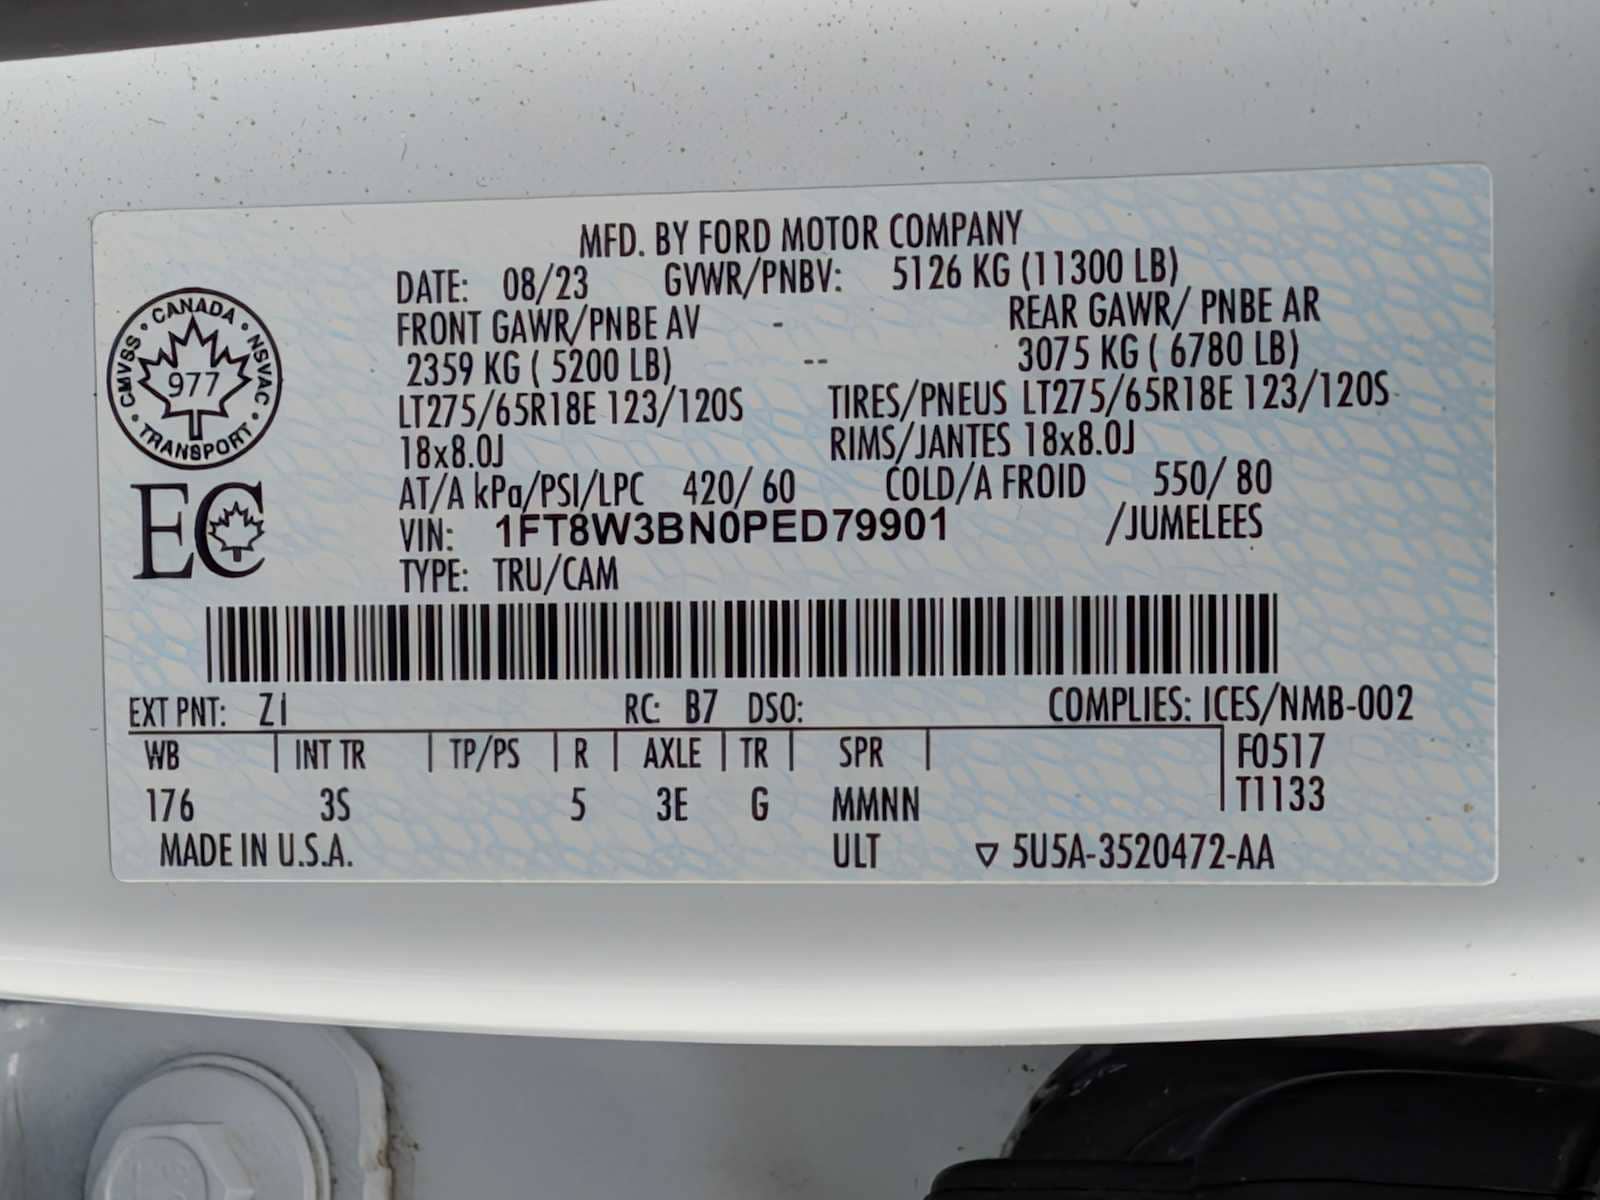 MFD. BY FORD MOTOR COMPANY
DATE: 08/23 GVWR/PNBV: 5126 KG (11300 LB)
FRONT GAWR/PNBE AV - REAR GAWR/ PNBE AR
2359 KG ( 5200 LB) -- 3075 KG ( 6780 LB)
LT275/65R18E 123/120S TIRES/PNEUS LT275/65R18E 123/120S
18x8.0J RIMS/JANTES 18x8.0J
AT/A kPa/PSI/LPC 420/ 60 COLD/A FROID 550/ 80
VIN: 1FT8W3BN0PED79901 /JUMELEES
TYPE: TRU/CAM
CANADA
CMVSS NSVAC
977
TRANSPORT
EC
EXT PNT: Z1 RC: B7 DSO: COMPLIES: ICES/NMB-002
WB | INT TR | TP/PS | R | AXLE | TR | SPR | F0517
176 3S 5 3E G MMNN T1133
MADE IN U.S.A. ULT ▽ 5U5A-3520472-AA